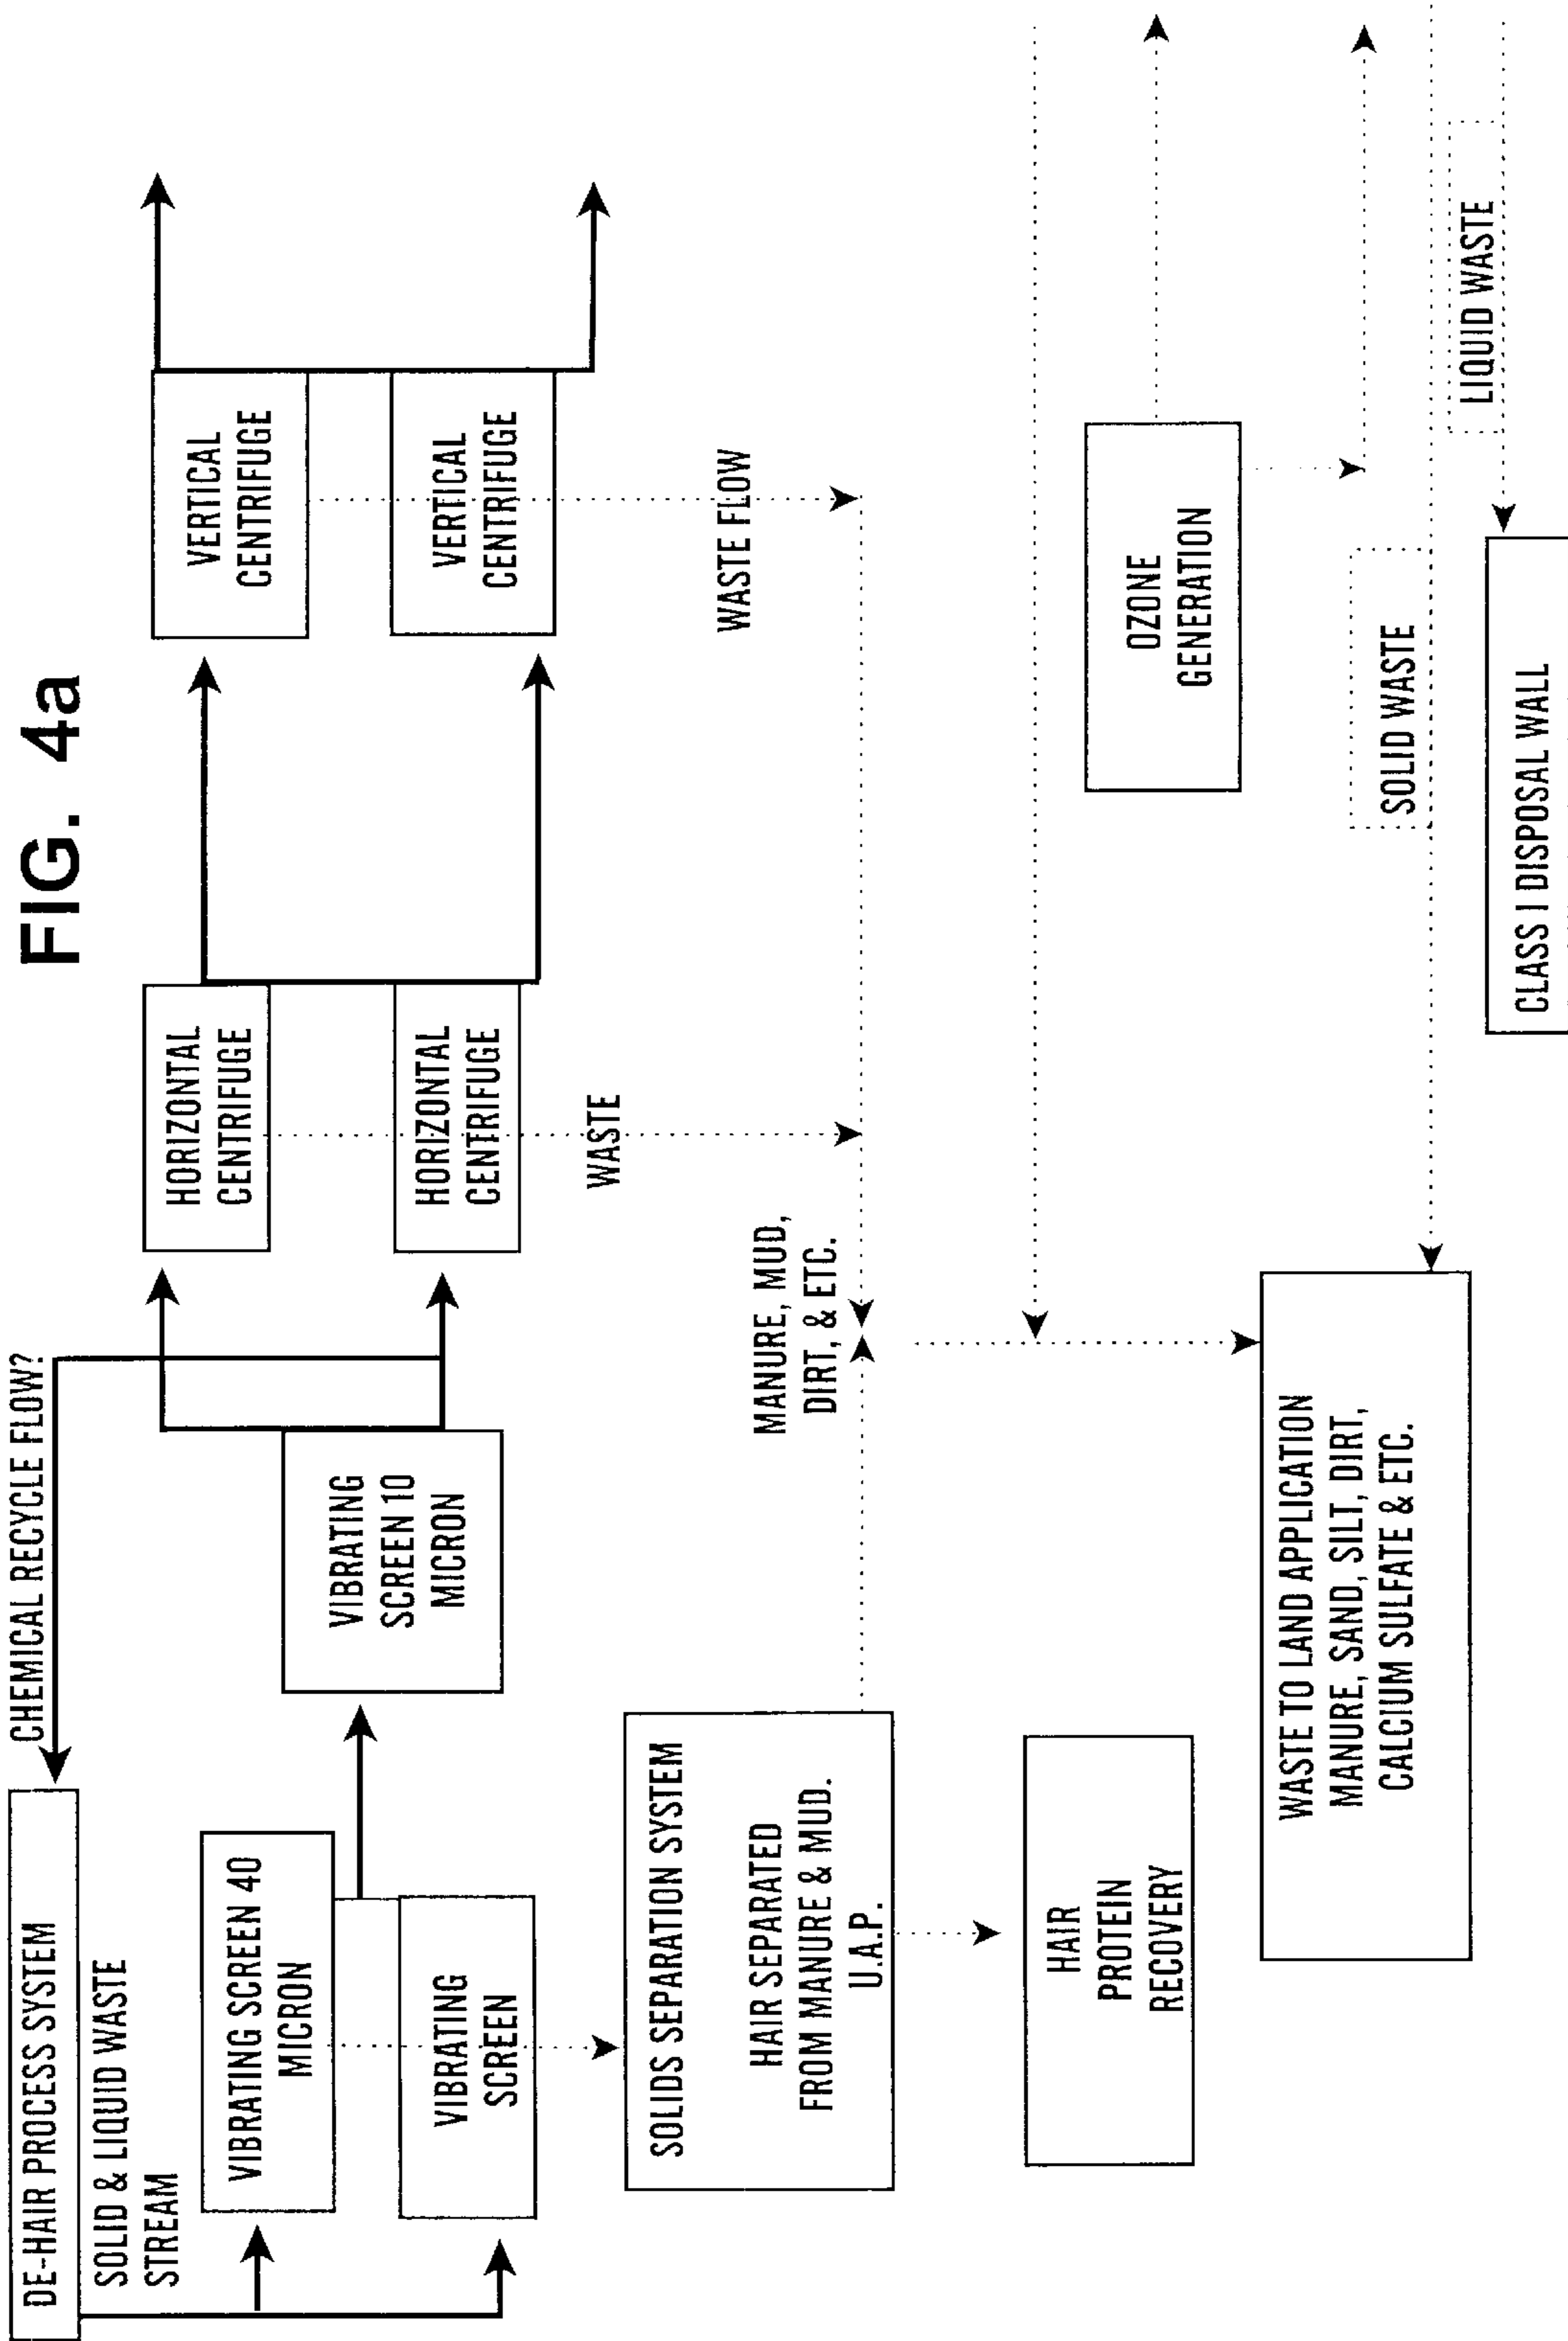 FIG. 4a
DE-HAIR PROCESS SYSTEM
SOLID & LIQUID WASTE
STREAM
CHEMICAL RECYCLE FLOW?
VIBRATING SCREEN 40
MICRON
VIBRATING
SCREEN
VIBRATING
SCREEN 10
MICRON
HORIZONTAL
CENTRIFUGE
HORIZONTAL
CENTRIFUGE
VERTICAL
CENTRIFUGE
VERTICAL
CENTRIFUGE
WASTE
WASTE FLOW
SOLIDS SEPARATION SYSTEM
HAIR SEPARATED
FROM MANURE & MUD.
U.A.P.
MANURE, MUD,
DIRT, & ETC.
HAIR
PROTEIN
RECOVERY
OZONE
GENERATION
WASTE TO LAND APPLICATION
MANURE, SAND, SILT, DIRT,
CALCIUM SULFATE & ETC.
SOLID WASTE
LIQUID WASTE
CLASS I DISPOSAL WALL